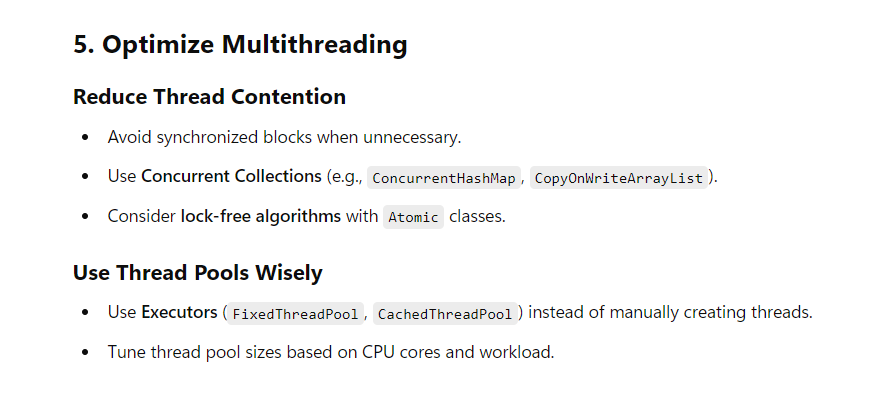 5. Optimize Multithreading
Reduce Thread Contention
• Avoid synchronized blocks when unnecessary.
• Use Concurrent Collections (e.g., ConcurrentHashMap, CopyOnWriteArrayList).
• Consider lock-free algorithms with Atomic classes.
Use Thread Pools Wisely
• Use Executors (FixedThreadPool, CachedThreadPool) instead of manually creating threads.
• Tune thread pool sizes based on CPU cores and workload.